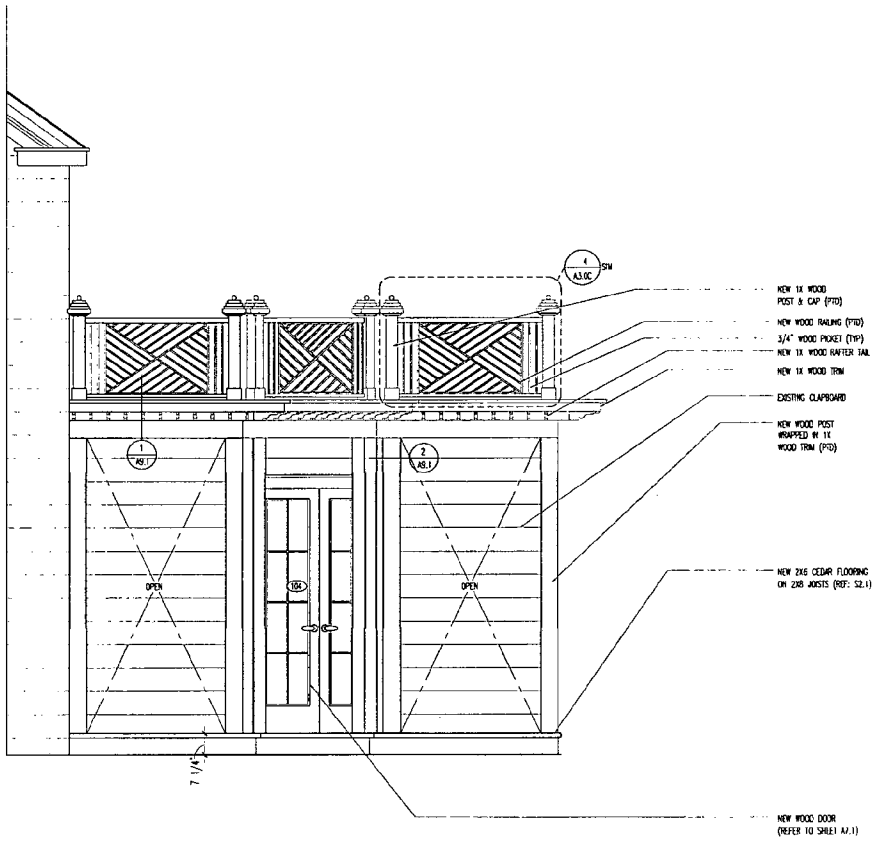 4
A3.0C
SIM
NEW 1X WOOD
POST & CAP (PTD)
NEW WOOD RAILING (PTD)
3/4" WOOD PICKET (TYP)
NEW 1X WOOD RAFTER TAIL
NEW 1X WOOD TRIM
EXISTING CLAPBOARD
NEW WOOD POST
WRAPPED IN 1X
WOOD TRIM (PTD)
1
A9.1
2
A9.1
OPEN
104
OPEN
NEW 2X6 CEDAR FLOORING
ON 2X8 JOISTS (REF: S2.1)
7 1/4"
NEW WOOD DOOR
(REFER TO SHEET A7.1)